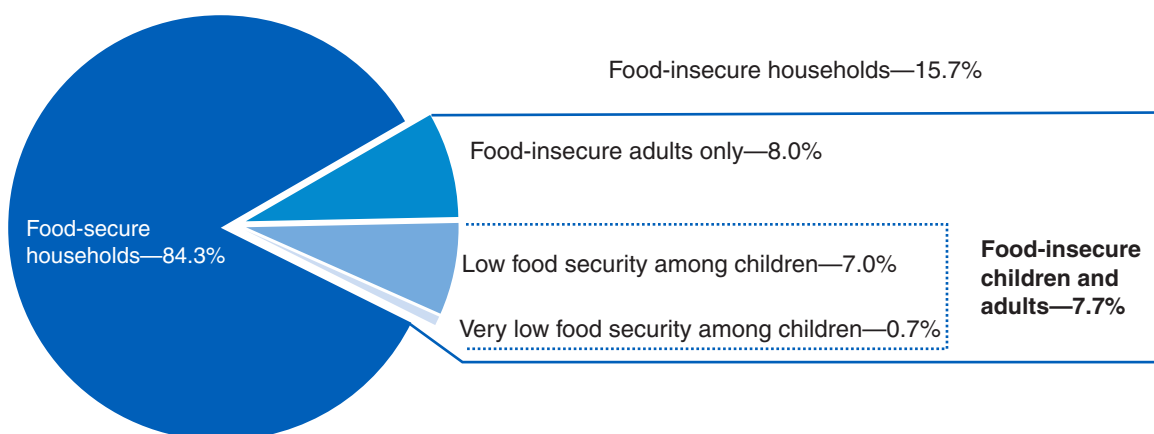 Food-insecure households—15.7%
Food-insecure adults only—8.0%
Food-secure
households—84.3%
Low food security among children—7.0%
Very low food security among children—0.7%
Food-insecure
children and
adults—7.7%